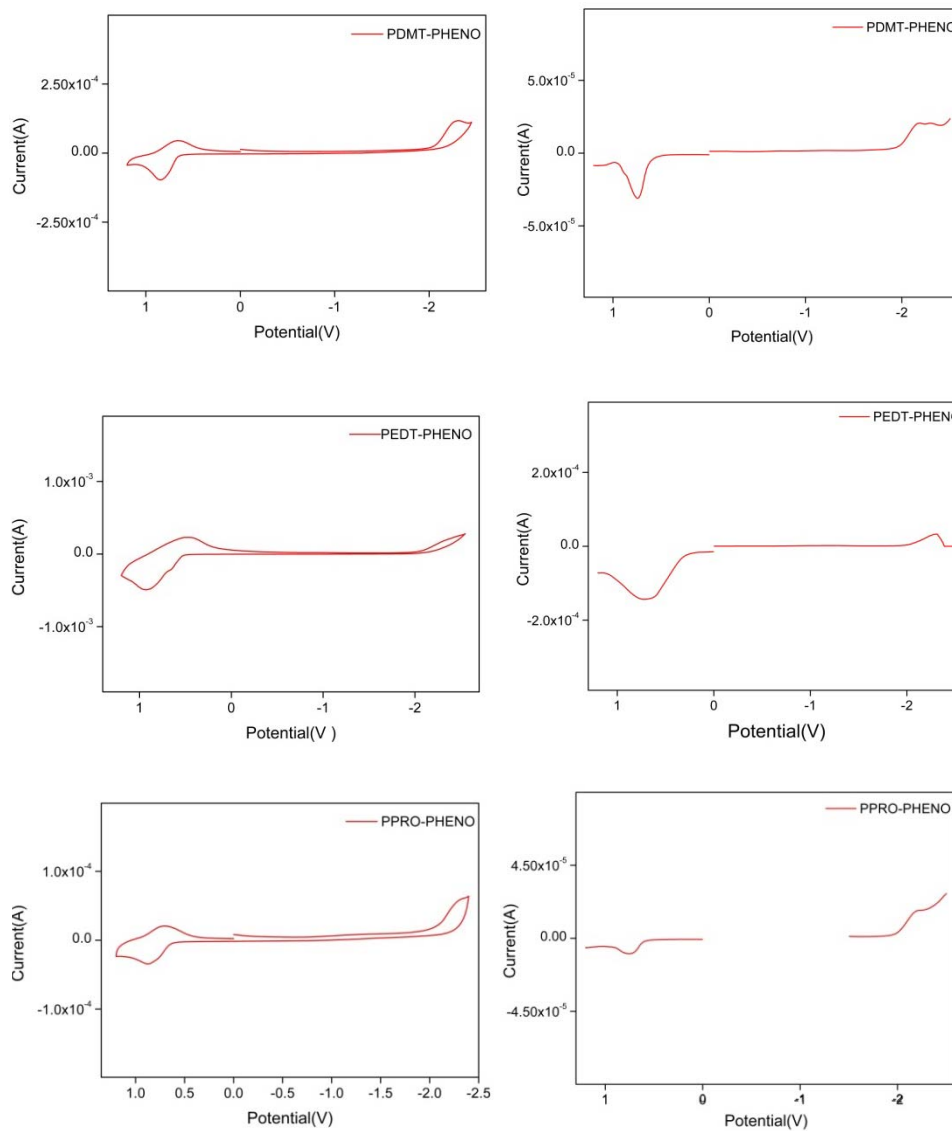 PDMT-PHENO
2.50x10⁻⁴
0.00
-2.50x10⁻⁴
Current(A)
1 0 -1 -2
Potential(V)
PDMT-PHENO
5.0x10⁻⁵
0.0
-5.0x10⁻⁵
Current(A)
1 0 -1 -2
Potential(V)
PEDT-PHENO
1.0x10⁻³
0.0
-1.0x10⁻³
Current(A)
1 0 -1 -2
Potential(V )
PEDT-PHENO
2.0x10⁻⁴
0.0
-2.0x10⁻⁴
Current(A)
1 0 -1 -2
Potential(V)
PPRO-PHENO
1.0x10⁻⁴
0.0
-1.0x10⁻⁴
Current(A)
1.0 0.5 0.0 -0.5 -1.0 -1.5 -2.0 -2.5
Potential(V)
PPRO-PHENO
4.50x10⁻⁵
0.00
-4.50x10⁻⁵
Current(A)
1 0 -1 -2
Potential(V)